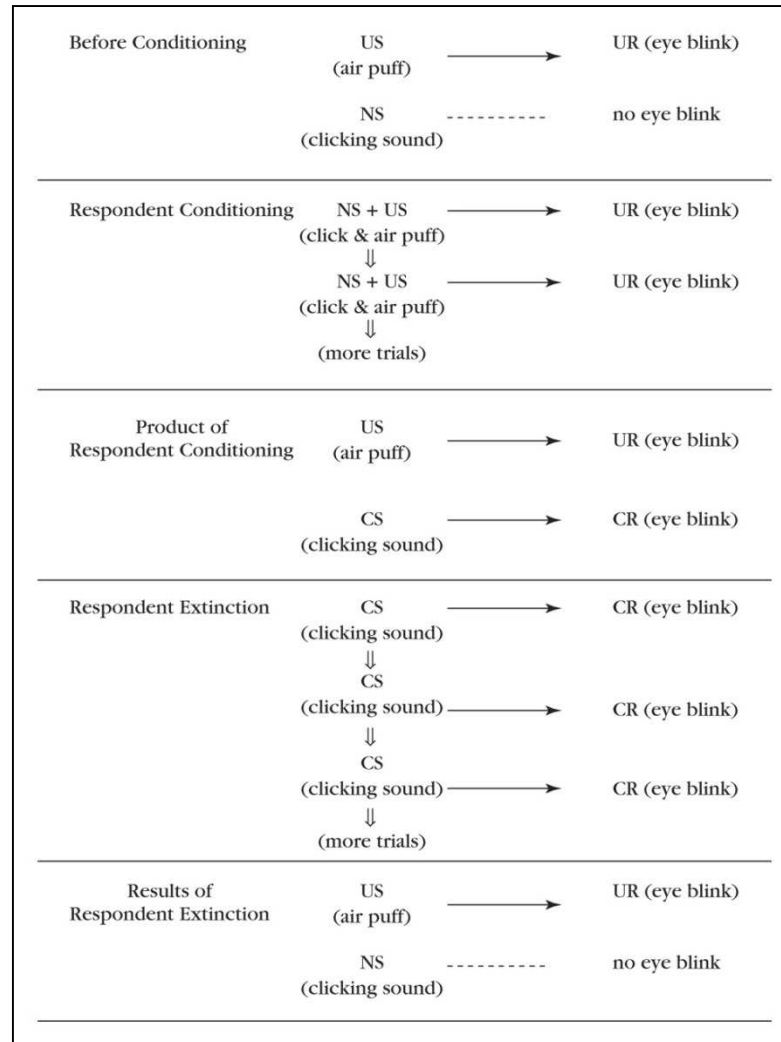 Before Conditioning US UR (eye blink)
(air puff)
NS no eye blink
(clicking sound)
Respondent Conditioning NS + US UR (eye blink)
(click & air puff)
⇓
NS + US UR (eye blink)
(click & air puff)
⇓
(more trials)
Product of US UR (eye blink)
Respondent Conditioning (air puff)
CS CR (eye blink)
(clicking sound)
Respondent Extinction CS CR (eye blink)
(clicking sound)
⇓
CS
(clicking sound) CR (eye blink)
⇓
CS
(clicking sound) CR (eye blink)
⇓
(more trials)
Results of US UR (eye blink)
Respondent Extinction (air puff)
NS no eye blink
(clicking sound)